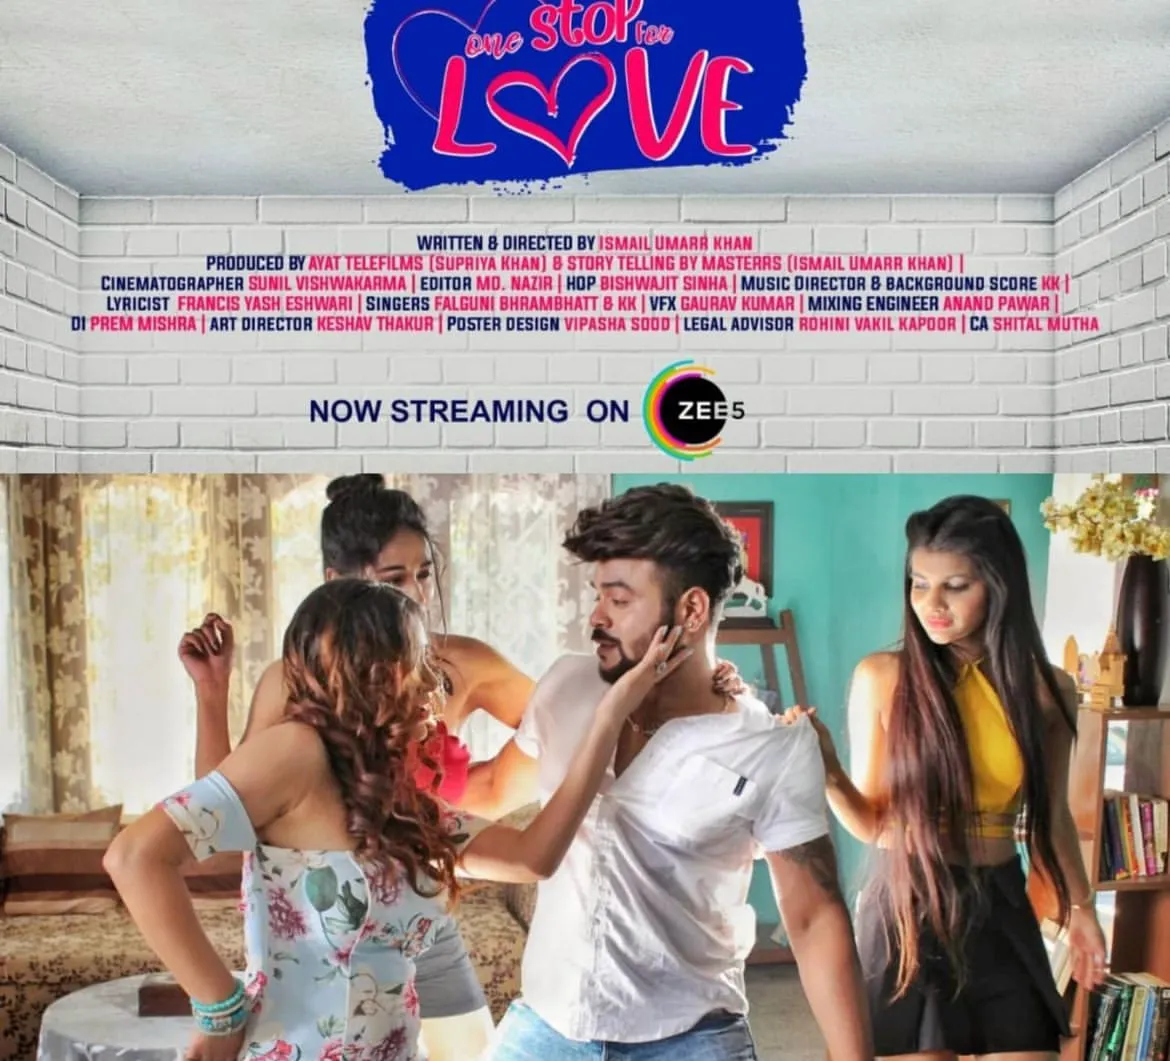 one stop for
LOVE
WRITTEN & DIRECTED BY ISMAIL UMARR KHAN
PRODUCED BY AYAT TELEFILMS (SUPRIYA KHAN) & STORY TELLING BY MASTERRS (ISMAIL UMARR KHAN) |
CINEMATOGRAPHER SUNIL VISHWAKARMA | EDITOR MD. NAZIR | HOP BISHWAJIT SINHA | MUSIC DIRECTOR & BACKGROUND SCORE KK |
LYRICIST FRANCIS YASH ESHWARI | SINGERS FALGUNI BHRAMBHATT & KK | VFX GAURAV KUMAR | MIXING ENGINEER ANAND PAWAR |
DI PREM MISHRA | ART DIRECTOR KESHAV THAKUR | POSTER DESIGN VIPASHA SOOD | LEGAL ADVISOR ROHINI VAKIL KAPOOR | CA SHITAL MUTHA
NOW STREAMING ON ZEE5